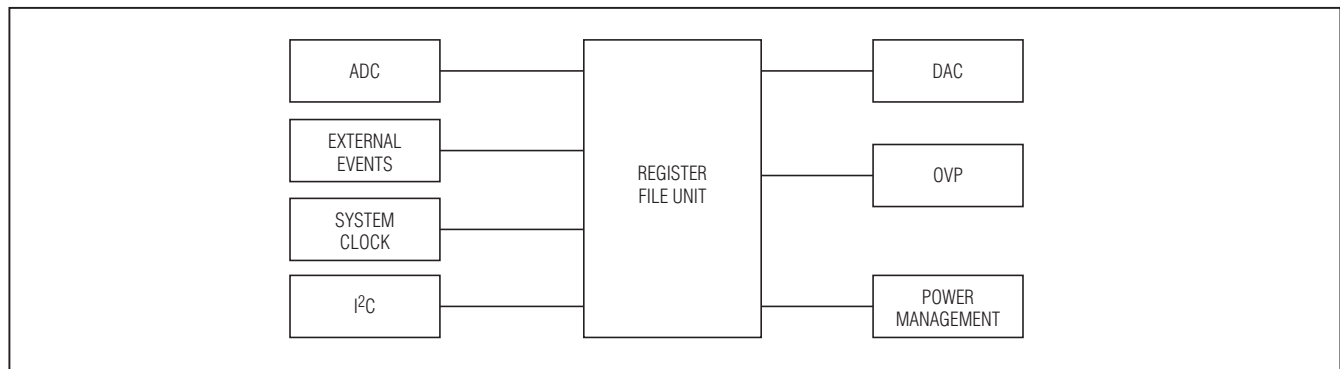 ADC
EXTERNAL
EVENTS
SYSTEM
CLOCK
I²C
REGISTER
FILE UNIT
DAC
OVP
POWER
MANAGEMENT